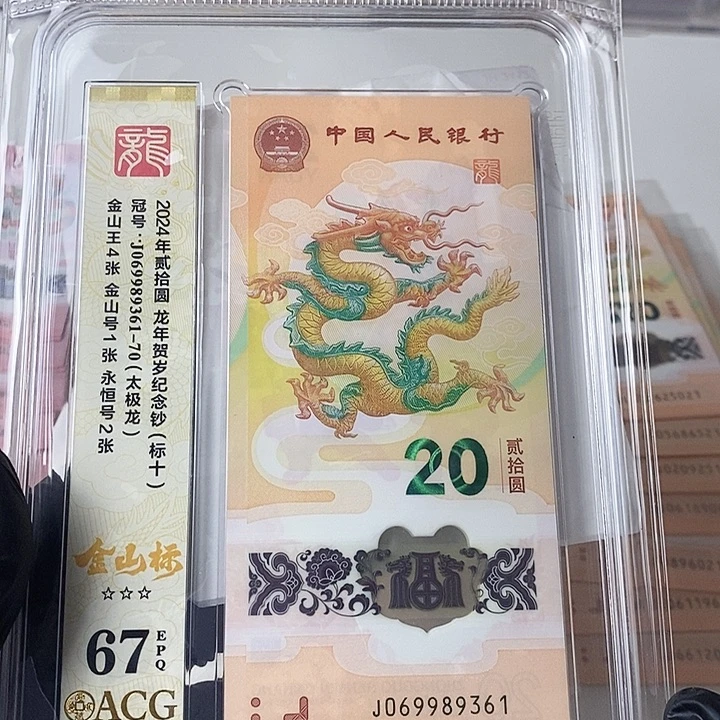 龍
2024年贰拾圆 龙年贺岁纪念钞(标十)
冠号:J069989361-70(太极龙)
金山王4张 金山号1张 永恒号2张
金山标
☆☆☆
67 EPQ
ACG
中国人民银行
龍
20 贰拾圆
福
J069989361
20